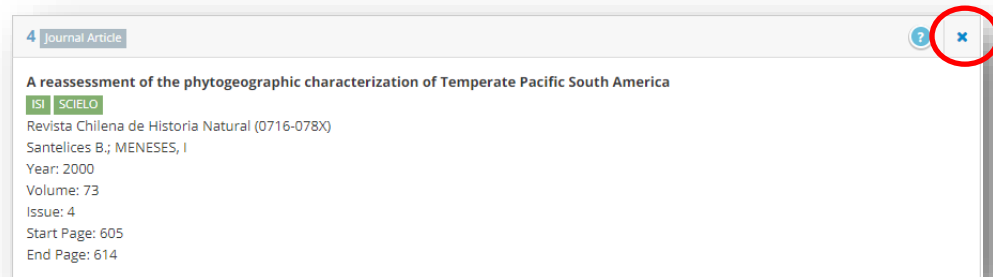 4 Journal Article ? ×
A reassessment of the phytogeographic characterization of Temperate Pacific South America
ISI SCIELO
Revista Chilena de Historia Natural (0716-078X)
Santelices B.; MENESES, I
Year: 2000
Volume: 73
Issue: 4
Start Page: 605
End Page: 614